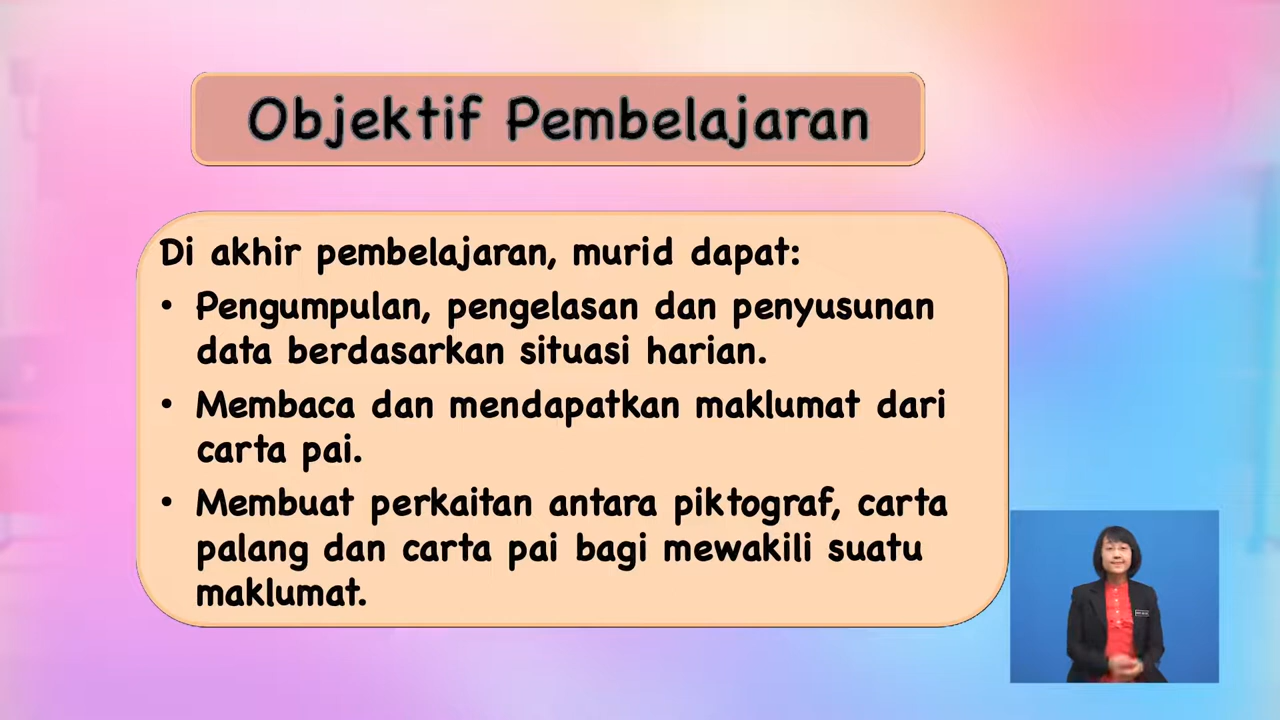 Objektif Pembelajaran
Di akhir pembelajaran, murid dapat:
• Pengumpulan, pengelasan dan penyusunan
data berdasarkan situasi harian.
• Membaca dan mendapatkan maklumat dari
carta pai.
• Membuat perkaitan antara piktograf, carta
palang dan carta pai bagi mewakili suatu
maklumat.